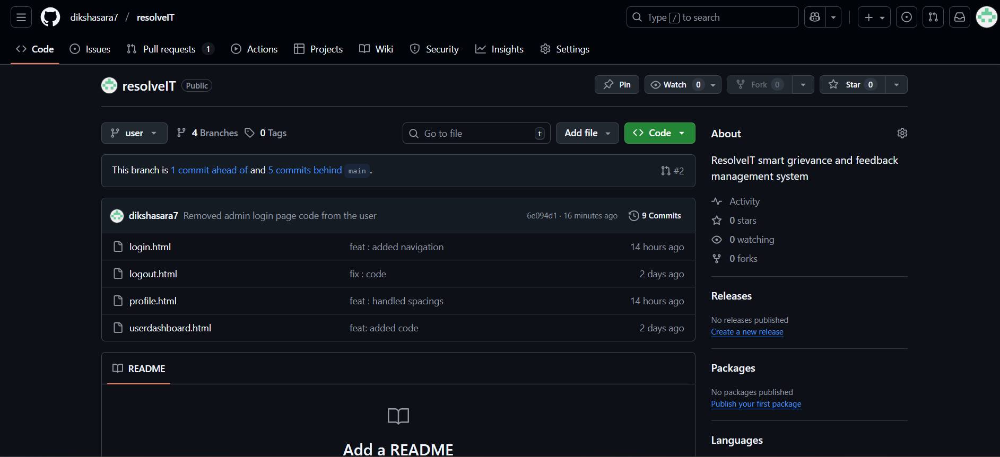 dikshasara7 / resolveIT
Type / to search
Code
Issues
Pull requests 1
Actions
Projects
Wiki
Security
Insights
Settings
resolveIT Public
Pin
Watch 0
Fork 0
Star 0
user
4 Branches
0 Tags
Go to file t
Add file
Code
This branch is 1 commit ahead of and 5 commits behind main .
#2
dikshasara7 Removed admin login page code from the user 6e094d1 · 16 minutes ago 9 Commits
login.html feat : added navigation 14 hours ago
logout.html fix : code 2 days ago
profile.html feat : handled spacings 14 hours ago
userdashboard.html feat: added code 2 days ago
README
Add a README
About
ResolveIT smart grievance and feedback
management system
Activity
0 stars
0 watching
0 forks
Releases
No releases published
Create a new release
Packages
No packages published
Publish your first package
Languages